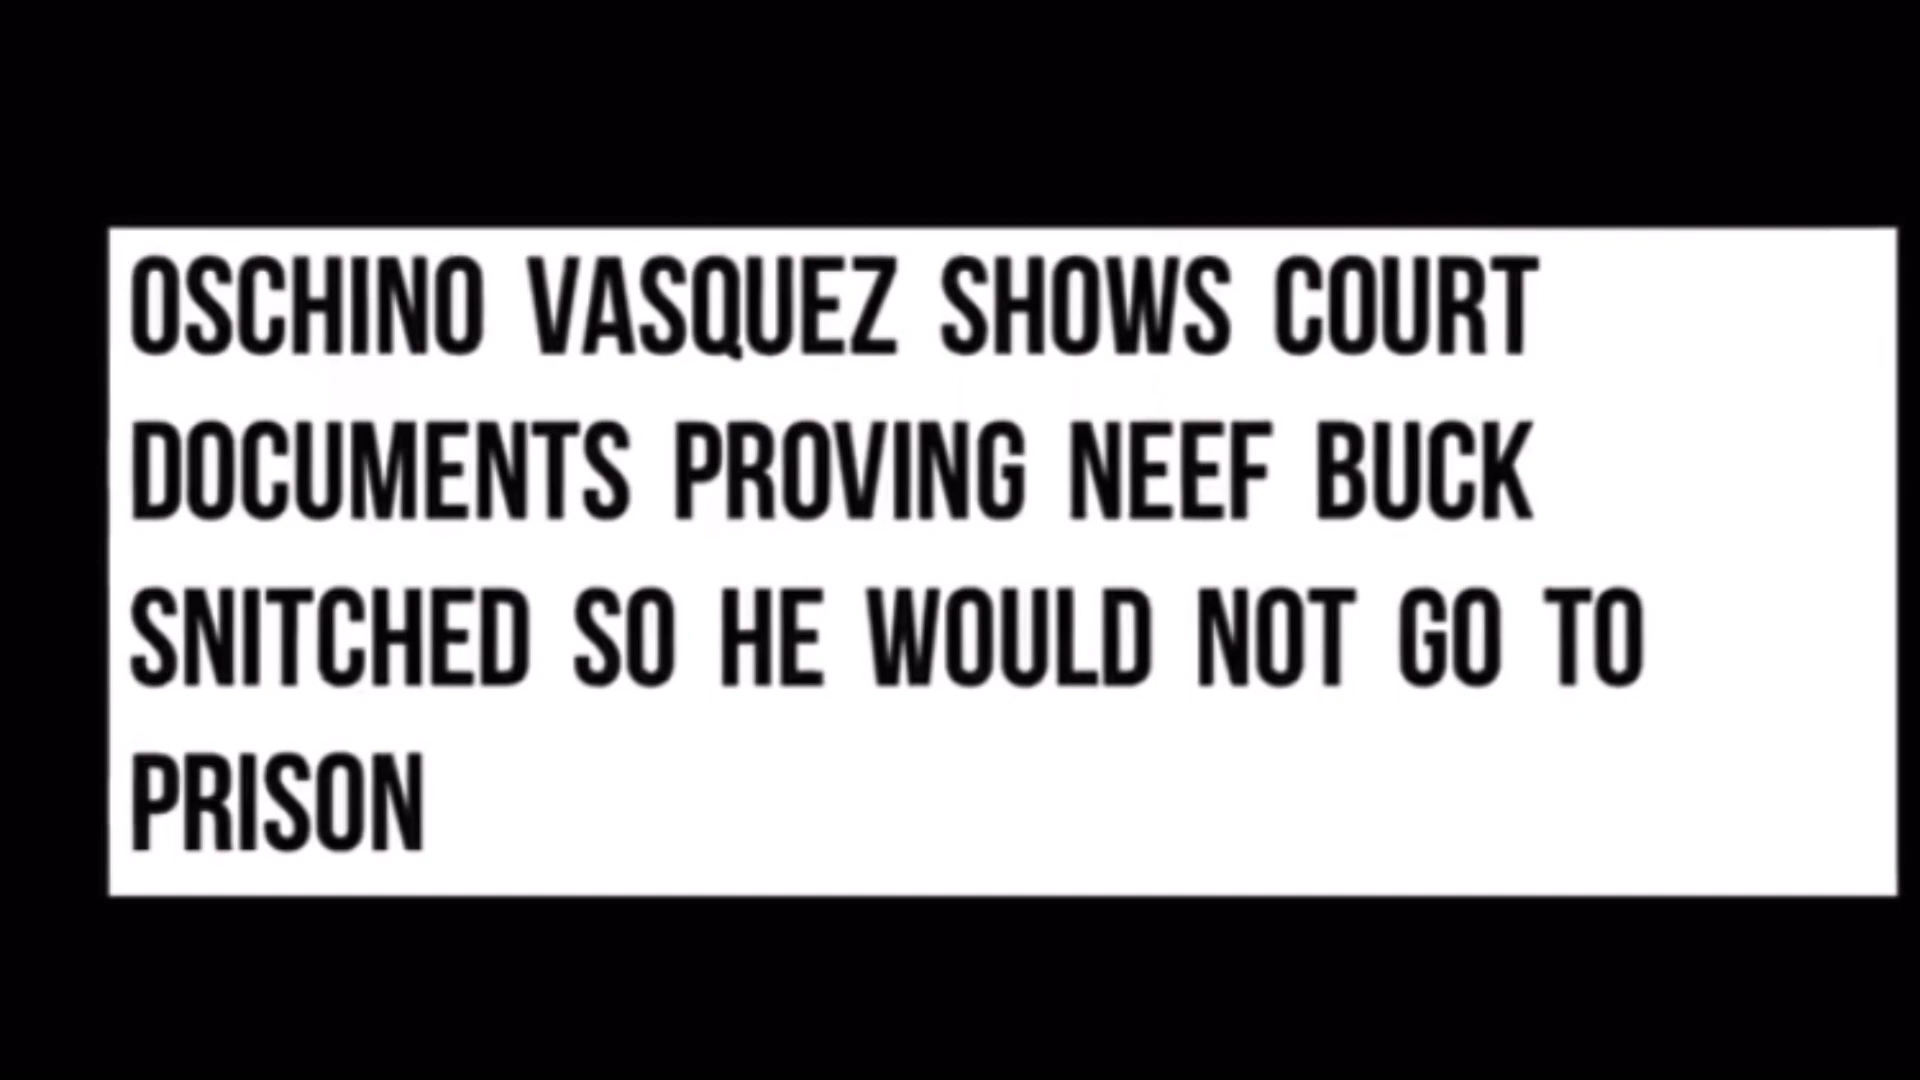 OSCHINO VASQUEZ SHOWS COURT
DOCUMENTS PROVING NEEF BUCK
SNITCHED SO HE WOULD NOT GO TO
PRISON